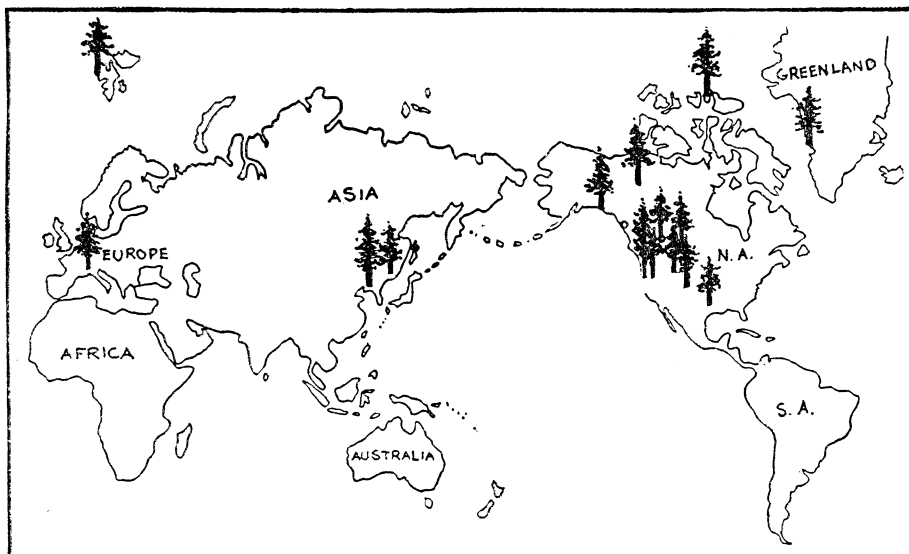 GREENLAND
ASIA
EUROPE
N.A.
AFRICA
S. A.
AUSTRALIA